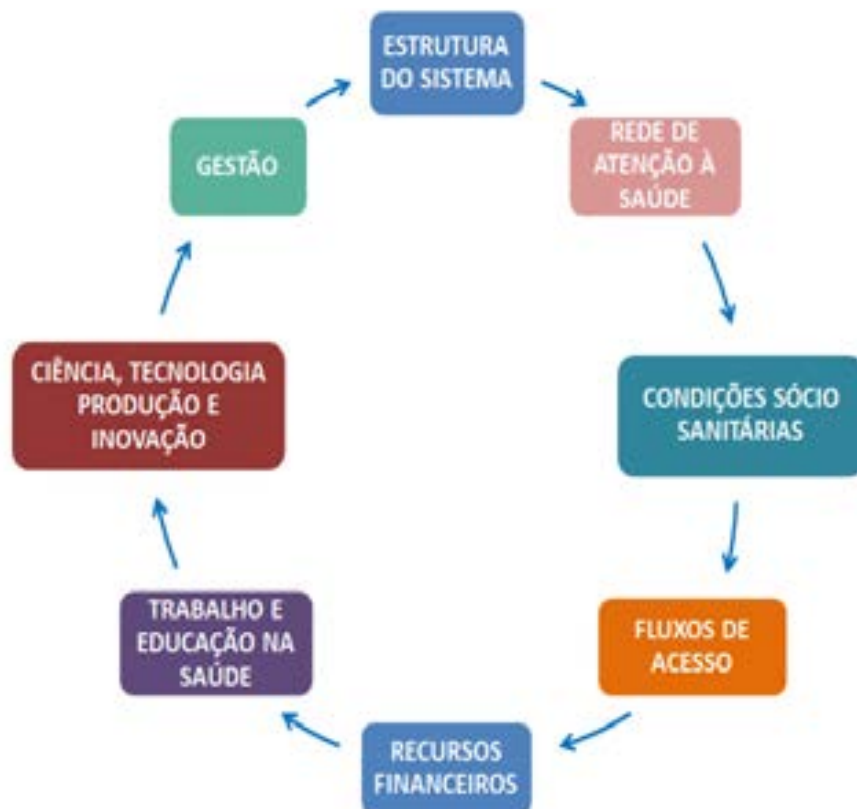 ESTRUTURA
DO SISTEMA
REDE DE
ATENÇÃO À
SAÚDE
CONDIÇÕES SÓCIO
SANITÁRIAS
FLUXOS DE
ACESSO
RECURSOS
FINANCEIROS
TRABALHO E
EDUCAÇÃO NA
SAÚDE
CIÊNCIA, TECNOLOGIA
PRODUÇÃO E
INOVAÇÃO
GESTÃO